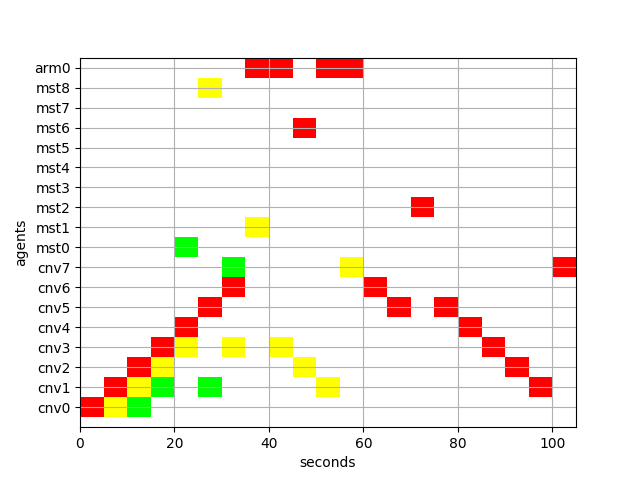 arm0
mst8
mst7
mst6
mst5
mst4
mst3
mst2
mst1
mst0
cnv7
cnv6
cnv5
cnv4
cnv3
cnv2
cnv1
cnv0
agents
0 20 40 60 80 100
seconds